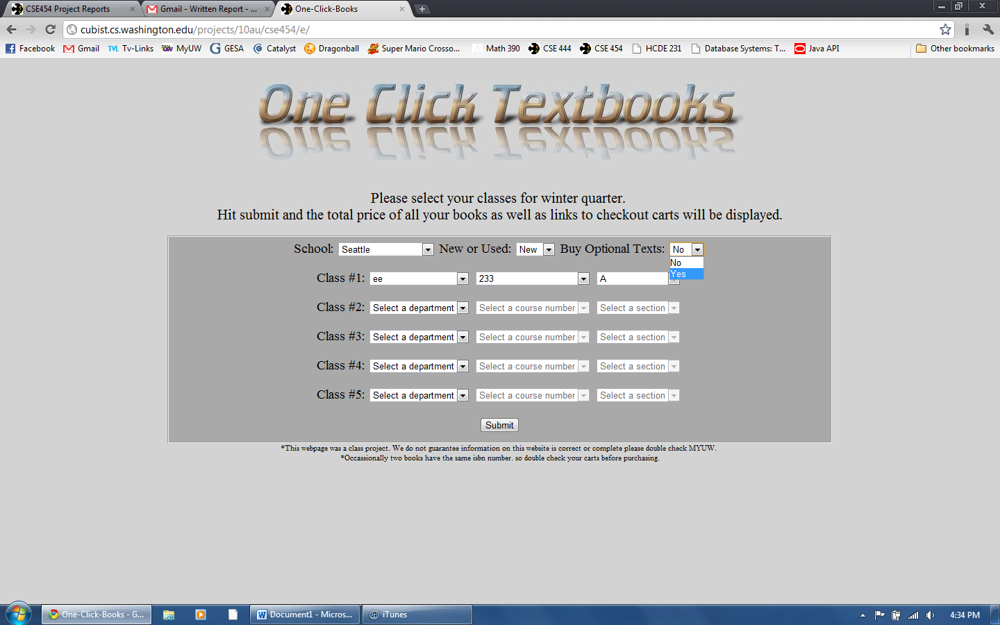 CSE454 Project Reports
Gmail - Written Report - ...
One-Click-Books
cubist.cs.washington.edu/projects/10au/cse454/e/
Facebook Gmail Tv-Links MyUW GESA Catalyst Dragonball Super Mario Crosso... Math 390 CSE 444 CSE 454 HCDE 231 Database Systems: T... Java API Other bookmarks
One Click Textbooks
Please select your classes for winter quarter.
Hit submit and the total price of all your books as well as links to checkout carts will be displayed.
School: Seattle New or Used: New Buy Optional Texts: No
No
Yes
Class #1: ee 233 A
Class #2: Select a department Select a course number Select a section
Class #3: Select a department Select a course number Select a section
Class #4: Select a department Select a course number Select a section
Class #5: Select a department Select a course number Select a section
Submit
*This webpage was a class project. We do not guarantee information on this website is correct or complete please double check MYUW.
*Occassionally two books have the same isbn number. so double check your carts before purchasing.
One-Click-Books - G... Document1 - Micros... iTunes 4:34 PM